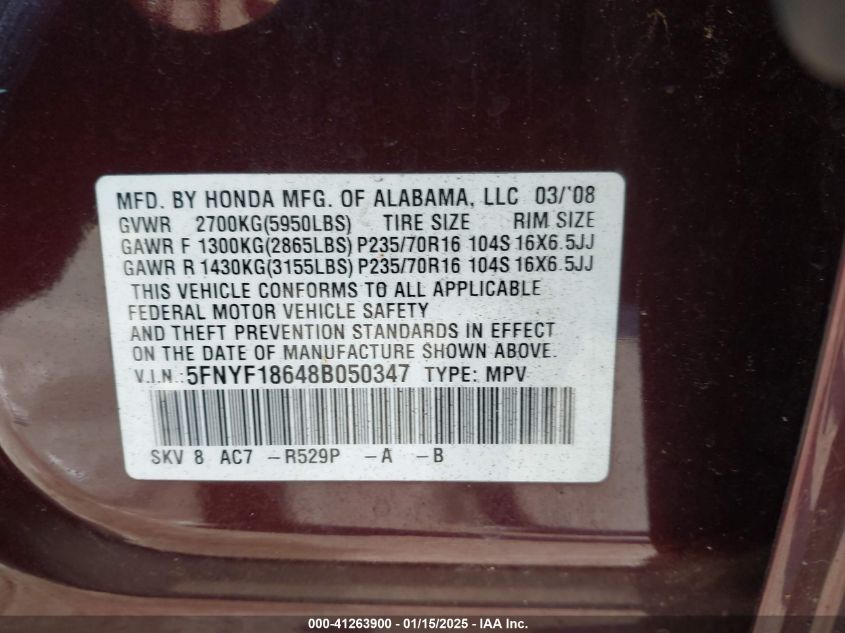 MFD. BY HONDA MFG. OF ALABAMA, LLC 03/'08
GVWR 2700KG(5950LBS) TIRE SIZE RIM SIZE
GAWR F 1300KG(2865LBS) P235/70R16 104S 16X6.5JJ
GAWR R 1430KG(3155LBS) P235/70R16 104S 16X6.5JJ
THIS VEHICLE CONFORMS TO ALL APPLICABLE
FEDERAL MOTOR VEHICLE SAFETY
AND THEFT PREVENTION STANDARDS IN EFFECT
ON THE DATE OF MANUFACTURE SHOWN ABOVE.
V.I.N.:5FNYF18648B050347 TYPE: MPV
SKV 8 AC7 -R529P -A -B
000-41263900 - 01/15/2025 - IAA Inc.